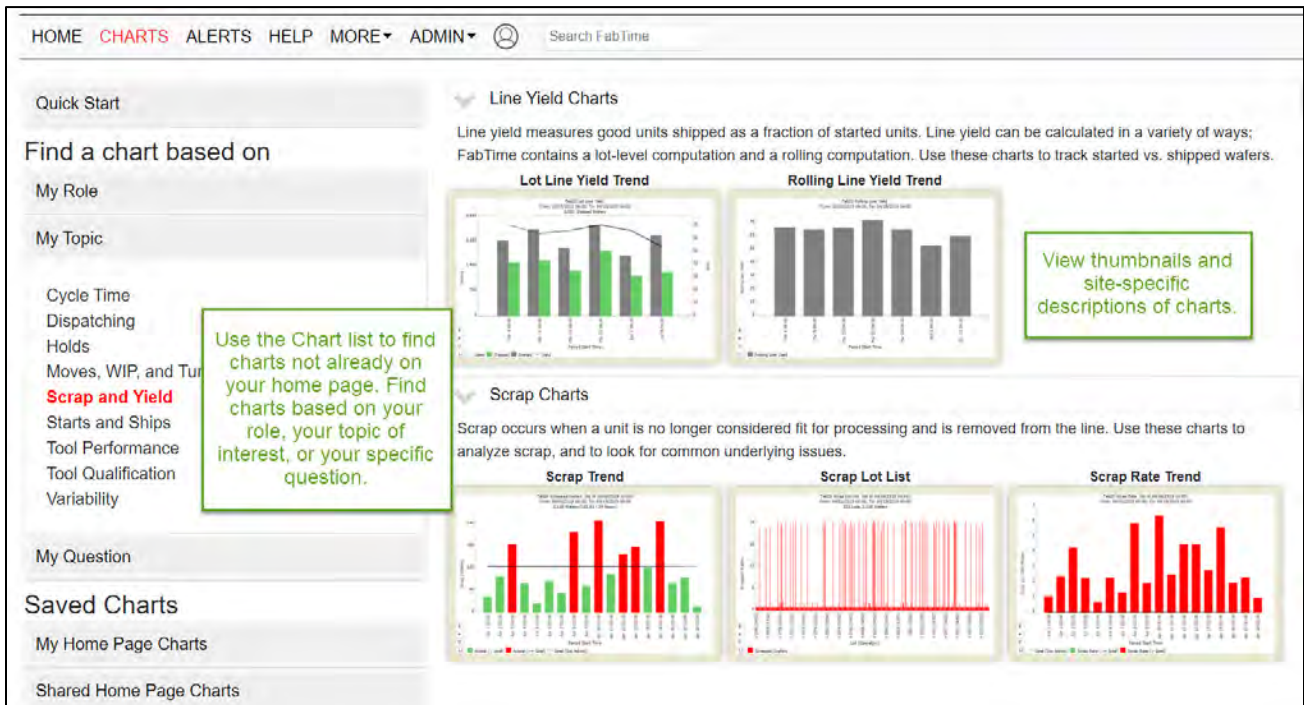 HOME CHARTS ALERTS HELP MORE ADMIN Search FabTime
Quick Start
Find a chart based on
My Role
My Topic
Cycle Time
Dispatching
Holds
Moves, WIP, and Tu
Scrap and Yield
Starts and Ships
Tool Performance
Tool Qualification
Variability
My Question
Saved Charts
My Home Page Charts
Shared Home Page Charts
Use the Chart list to find
charts not already on
your home page. Find
charts based on your
role, your topic of
interest, or your specific
question.
Line Yield Charts
Line yield measures good units shipped as a fraction of started units. Line yield can be calculated in a variety of ways;
FabTime contains a lot-level computation and a rolling computation. Use these charts to track started vs. shipped wafers.
Lot Line Yield Trend
Rolling Line Yield Trend
View thumbnails and
site-specific
descriptions of charts.
Scrap Charts
Scrap occurs when a unit is no longer considered fit for processing and is removed from the line. Use these charts to
analyze scrap, and to look for common underlying issues.
Scrap Trend
Scrap Lot List
Scrap Rate Trend